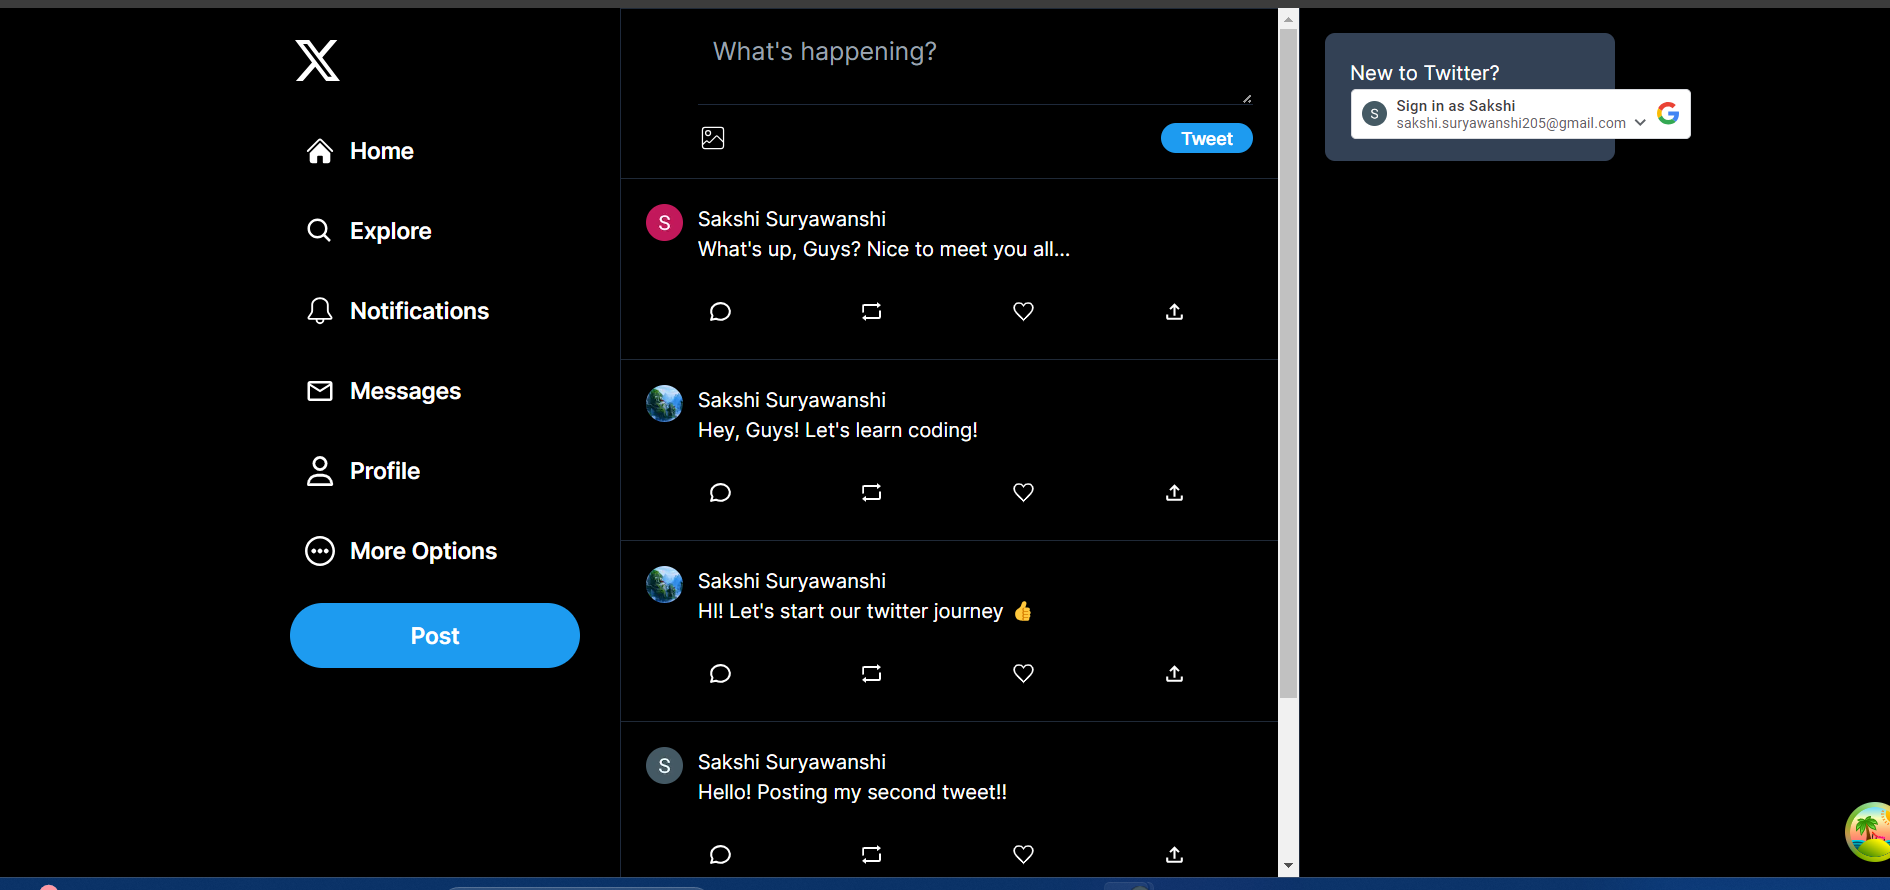 Home
Explore
Notifications
Messages
Profile
More Options
Post
What's happening?
Tweet
S
Sakshi Suryawanshi
What's up, Guys? Nice to meet you all...
Sakshi Suryawanshi
Hey, Guys! Let's learn coding!
Sakshi Suryawanshi
HI! Let's start our twitter journey 👍
S
Sakshi Suryawanshi
Hello! Posting my second tweet!!
New to Twitter?
S
Sign in as Sakshi
sakshi.suryawanshi205@gmail.com